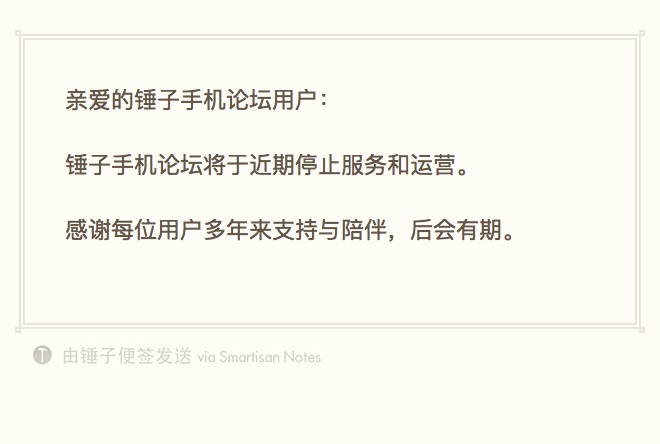 亲爱的锤子手机论坛用户：
锤子手机论坛将于近期停止服务和运营。
感谢每位用户多年来支持与陪伴，后会有期。
T 由锤子便签发送 via Smartisan Notes